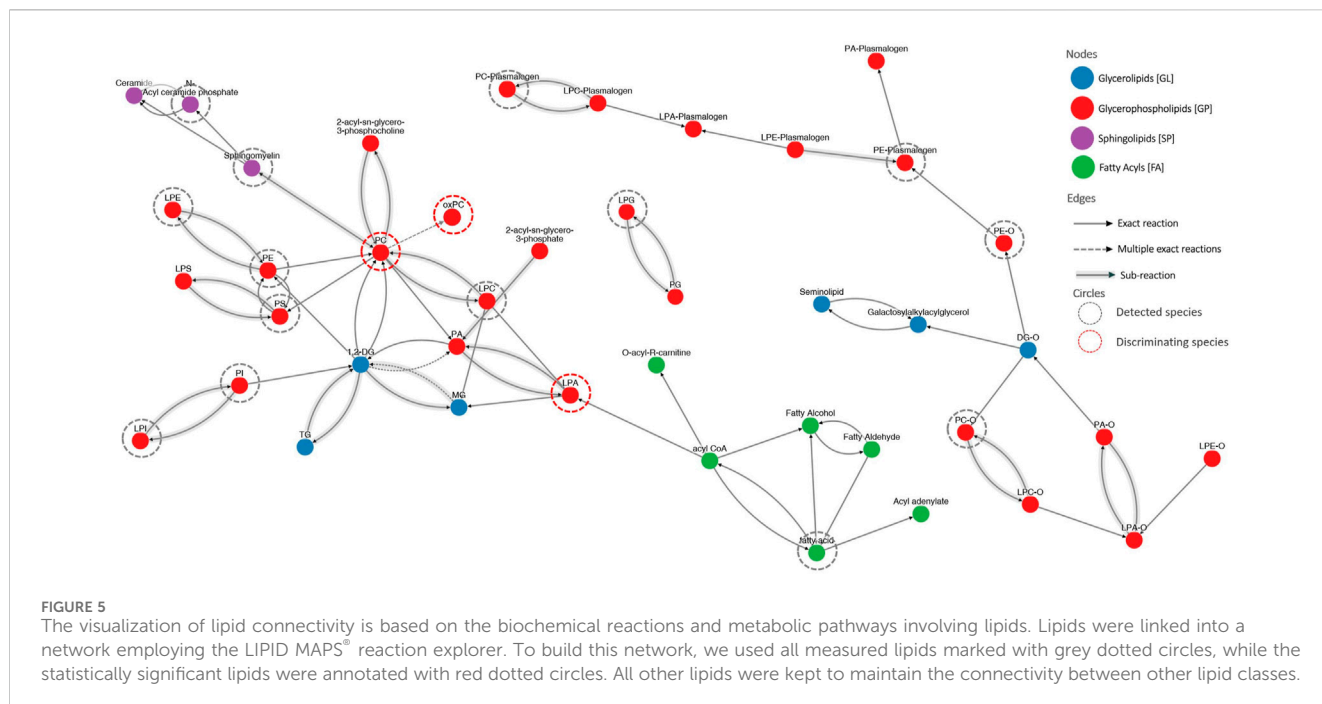 PA-Plasmalogen
Nodes
Glycerolipids [GL]
Glycerophospholipids [GP]
Sphingolipids [SP]
Fatty Acyls [FA]
Edges
Exact reaction
Multiple exact reactions
Sub-reaction
Circles
Detected species
Discriminating species
Ceramide
N-
Acyl ceramide phosphate
PC-Plasmalogen
LPC-Plasmalogen
LPA-Plasmalogen
LPE-Plasmalogen
PE-Plasmalogen
2-acyl-sn-glycero-
3-phosphocholine
Sphingomyelin
LPE
oxPC
LPG
PC
2-acyl-sn-glycero-
3-phosphate
PE-O
PE
LPS
LPC
PG
PS
Seminolipid
Galactosylalkylacylglycerol
PA
DG-O
1,2-DG
O-acyl-R-carnitine
PI
LPA
MG
LPI
TG
Fatty Alcohol
Fatty Aldehyde
acyl CoA
PC-O
PA-O
LPE-O
Acyl adenylate
LPC-O
LPA-O
fatty acid
FIGURE 5
The visualization of lipid connectivity is based on the biochemical reactions and metabolic pathways involving lipids. Lipids were linked into a
network employing the LIPID MAPS® reaction explorer. To build this network, we used all measured lipids marked with grey dotted circles, while the
statistically significant lipids were annotated with red dotted circles. All other lipids were kept to maintain the connectivity between other lipid classes.